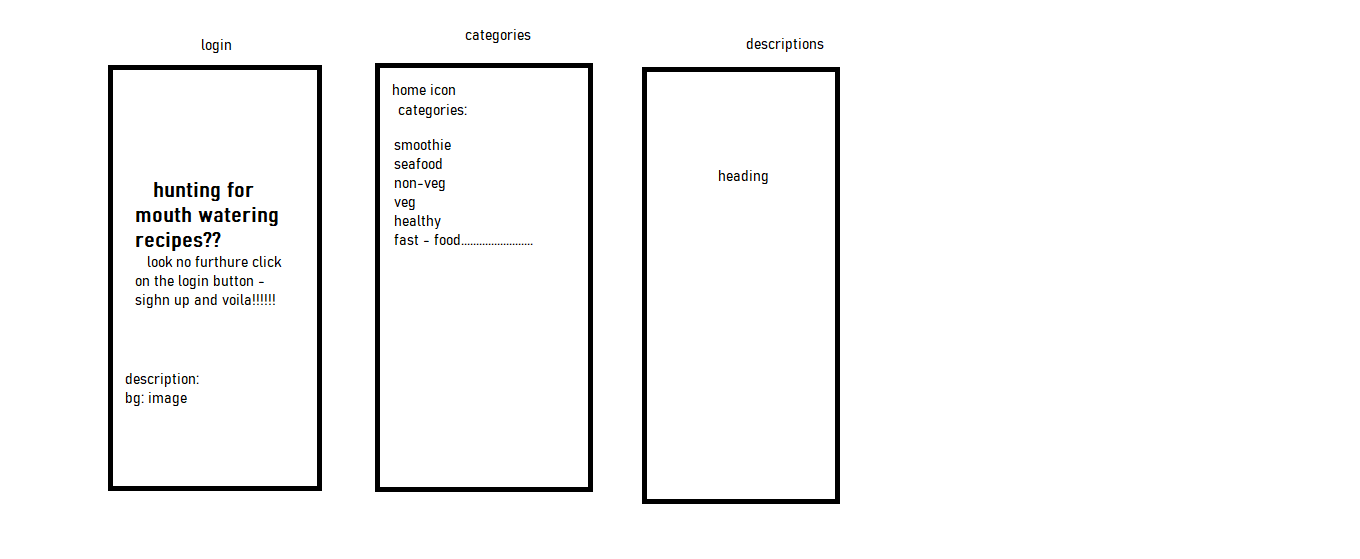 login
hunting for
mouth watering
recipes??
look no furthure click
on the login button -
sighn up and voila!!!!!!
description:
bg: image
categories
home icon
categories:
smoothie
seafood
non-veg
veg
healthy
fast - food........................
descriptions
heading